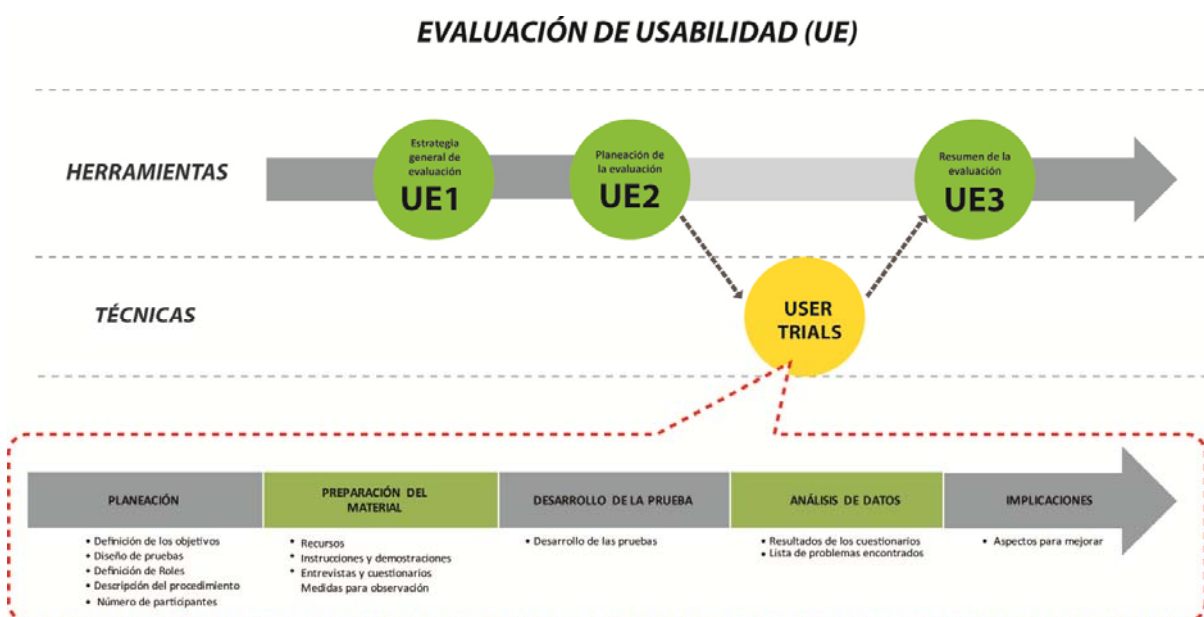 EVALUACIÓN DE USABILIDAD (UE)
HERRAMIENTAS
Estrategia
general de
evaluación
UE1
Planeación de
la evaluación
UE2
Resumen de la
evaluación
UE3
TÉCNICAS
USER
TRIALS
PLANEACIÓN
• Definición de los objetivos
• Diseño de pruebas
• Definición de Roles
• Descripción del procedimiento
• Número de participantes
PREPARACIÓN DEL
MATERIAL
• Recursos
• Instrucciones y demostraciones
• Entrevistas y cuestionarios
Medidas para observación
DESARROLLO DE LA PRUEBA
• Desarrollo de las pruebas
ANÁLISIS DE DATOS
• Resultados de los cuestionarios
• Lista de problemas encontrados
IMPLICACIONES
• Aspectos para mejorar